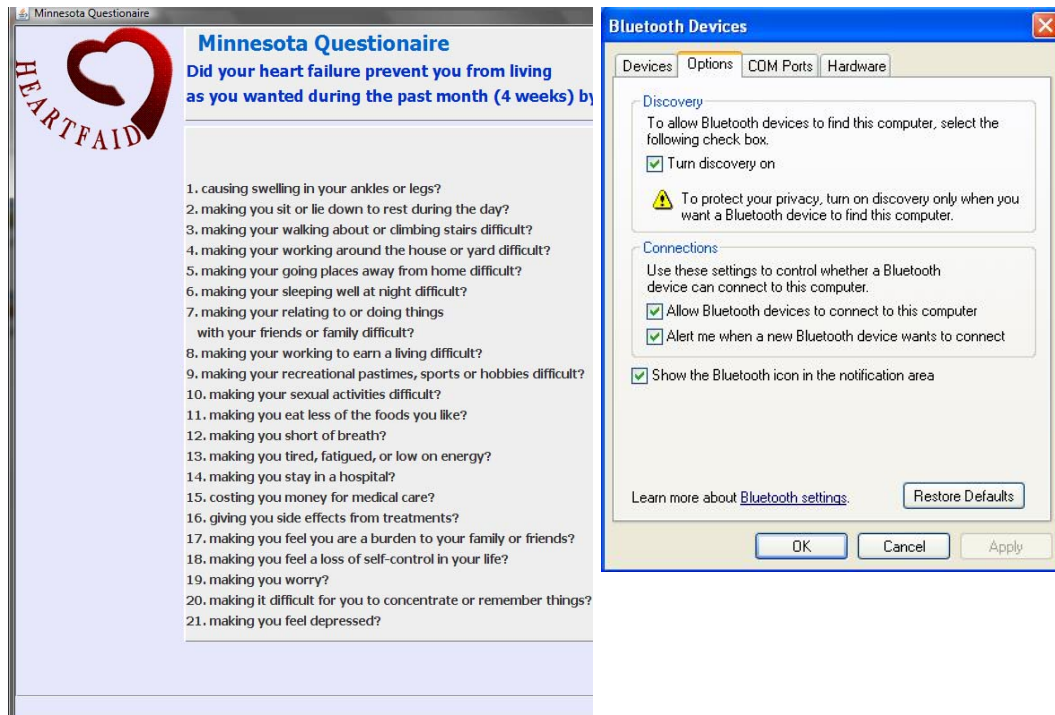 Minnesota Questionaire
HEARTFAID
Minnesota Questionaire
Did your heart failure prevent you from living
as you wanted during the past month (4 weeks) by
1. causing swelling in your ankles or legs?
2. making you sit or lie down to rest during the day?
3. making your walking about or climbing stairs difficult?
4. making your working around the house or yard difficult?
5. making your going places away from home difficult?
6. making your sleeping well at night difficult?
7. making your relating to or doing things
with your friends or family difficult?
8. making your working to earn a living difficult?
9. making your recreational pastimes, sports or hobbies difficult?
10. making your sexual activities difficult?
11. making you eat less of the foods you like?
12. making you short of breath?
13. making you tired, fatigued, or low on energy?
14. making you stay in a hospital?
15. costing you money for medical care?
16. giving you side effects from treatments?
17. making you feel you are a burden to your family or friends?
18. making you feel a loss of self-control in your life?
19. making you worry?
20. making it difficult for you to concentrate or remember things?
21. making you feel depressed?
Bluetooth Devices
Devices Options COM Ports Hardware
Discovery
To allow Bluetooth devices to find this computer, select the
following check box.
Turn discovery on
To protect your privacy, turn on discovery only when you
want a Bluetooth device to find this computer.
Connections
Use these settings to control whether a Bluetooth
device can connect to this computer.
Allow Bluetooth devices to connect to this computer
Alert me when a new Bluetooth device wants to connect
Show the Bluetooth icon in the notification area
Learn more about Bluetooth settings. Restore Defaults
OK Cancel Apply